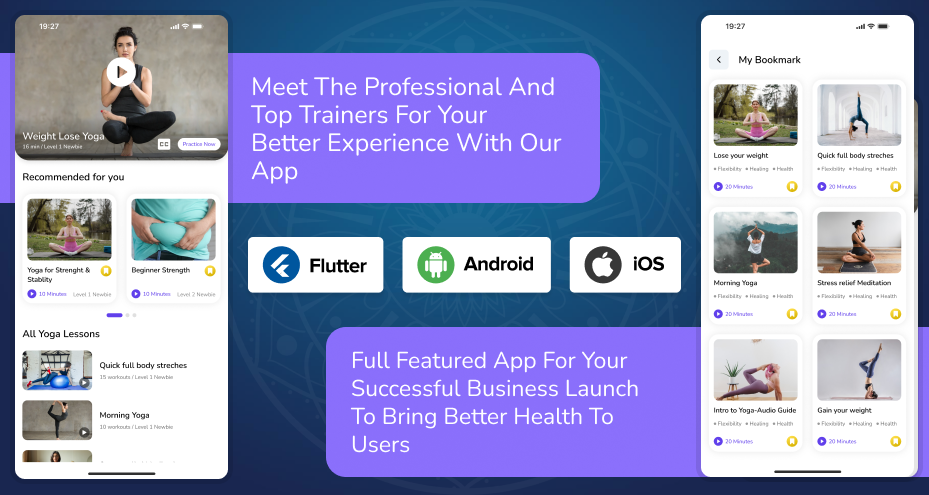 19:27
Weight Lose Yoga
16 min / Level 1 Newbie
CC
Practice Now
Recommended for you
Yoga for Strenght &
Stablity
10 Minutes
Level 1 Newbie
Beginner Strength
10 Minutes
Level 2 Newbie
All Yoga Lessons
Quick full body streches
15 workouts / Level 1 Newbie
Morning Yoga
10 workouts / Level 1 Newbie
Meet The Professional And
Top Trainers For Your
Better Experience With Our
App
Flutter
Android
iOS
Full Featured App For Your
Successful Business Launch
To Bring Better Health To
Users
19:27
My Bookmark
Lose your weight
• Flexibility • Healing • Health
20 Minutes
Quick full body streches
• Flexibility • Healing • Health
20 Minutes
Morning Yoga
• Flexibility • Healing • Health
20 Minutes
Stress relief Meditation
• Flexibility • Healing • Health
20 Minutes
Intro to Yoga-Audio Guide
• Flexibility • Healing • Health
20 Minutes
Gain your weight
• Flexibility • Healing • Health
20 Minutes